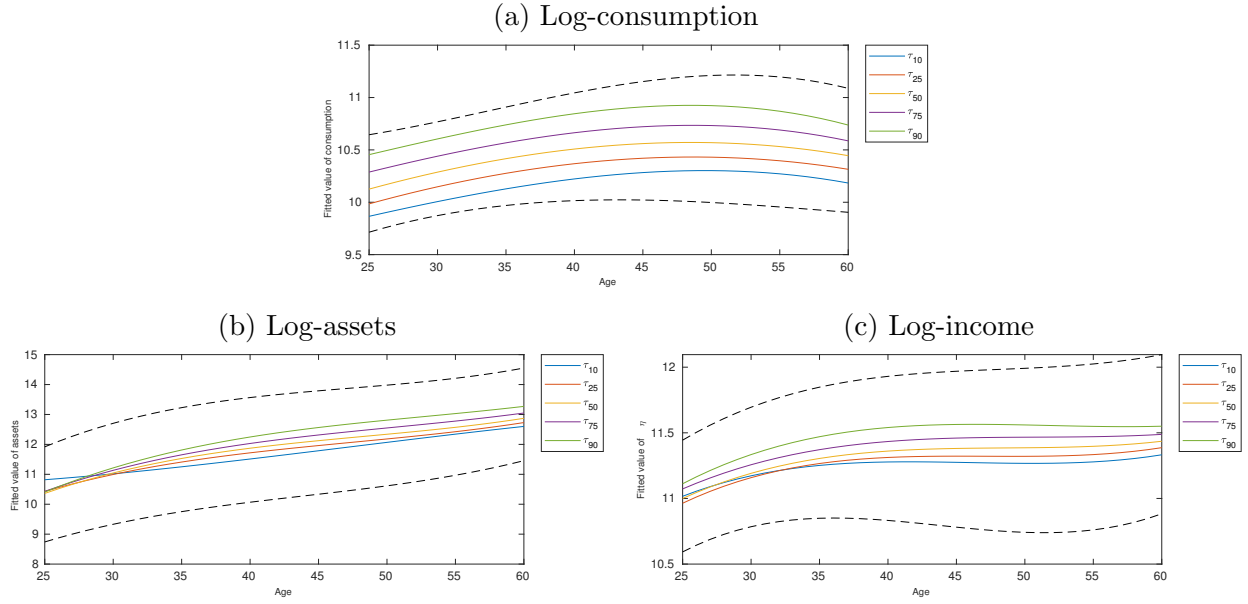 (a) Log-consumption
11.5
11
10.5
10
9.5
Fitted value of consumption
25 30 35 40 45 50 55 60
Age
τ10
τ25
τ50
τ75
τ90
(b) Log-assets
15
14
13
12
11
10
9
8
Fitted value of assets
25 30 35 40 45 50 55 60
Age
τ10
τ25
τ50
τ75
τ90
(c) Log-income
12
11.5
11
10.5
Fitted value of η
25 30 35 40 45 50 55 60
Age
τ10
τ25
τ50
τ75
τ90